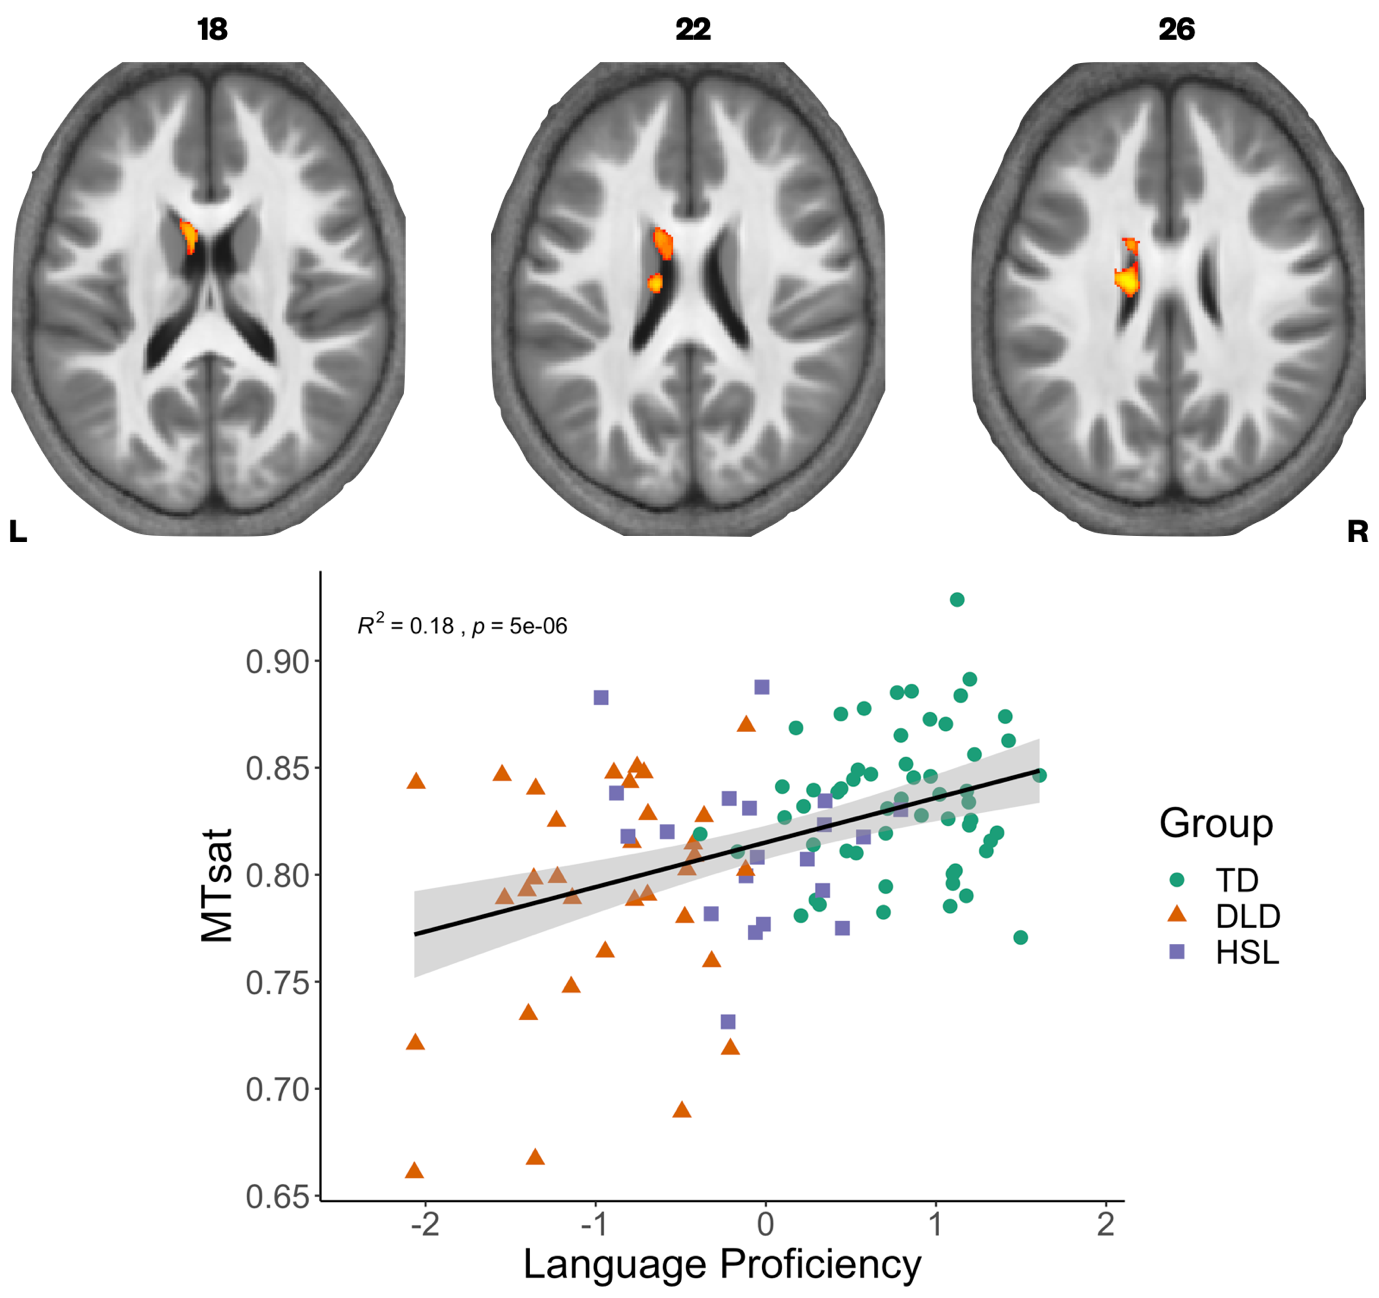 18 22 26
L R
R² = 0.18 , p = 5e-06
0.90
0.85
0.80
0.75
0.70
0.65
MTsat
-2 -1 0 1 2
Language Proficiency
Group
TD
DLD
HSL